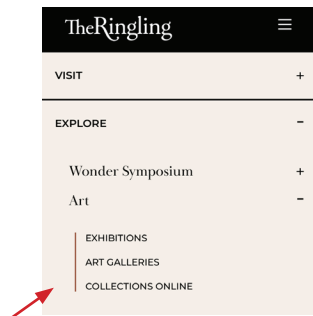 TheRingling
VISIT +
EXPLORE -
Wonder Symposium +
Art -
EXHIBITIONS
ART GALLERIES
COLLECTIONS ONLINE